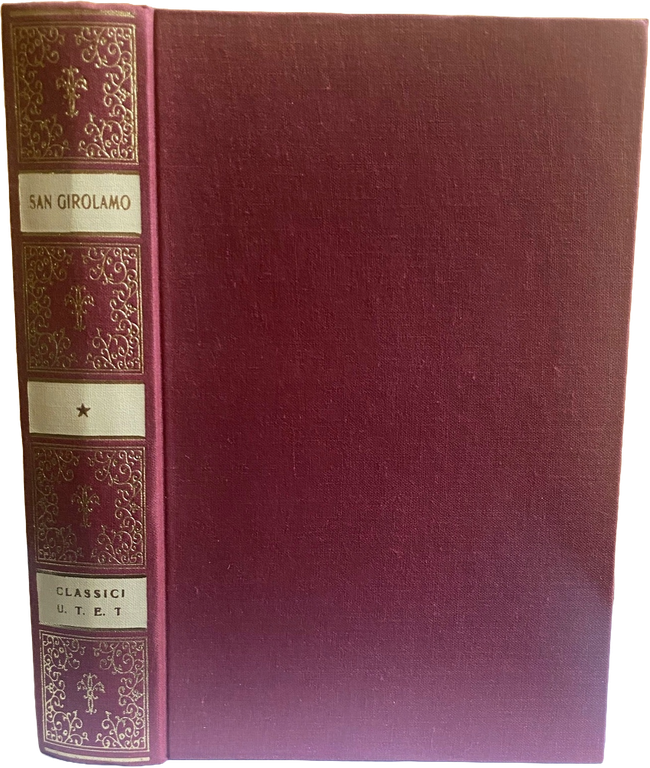 SAN GIROLAMO
★
CLASSICI
U. T. E. T